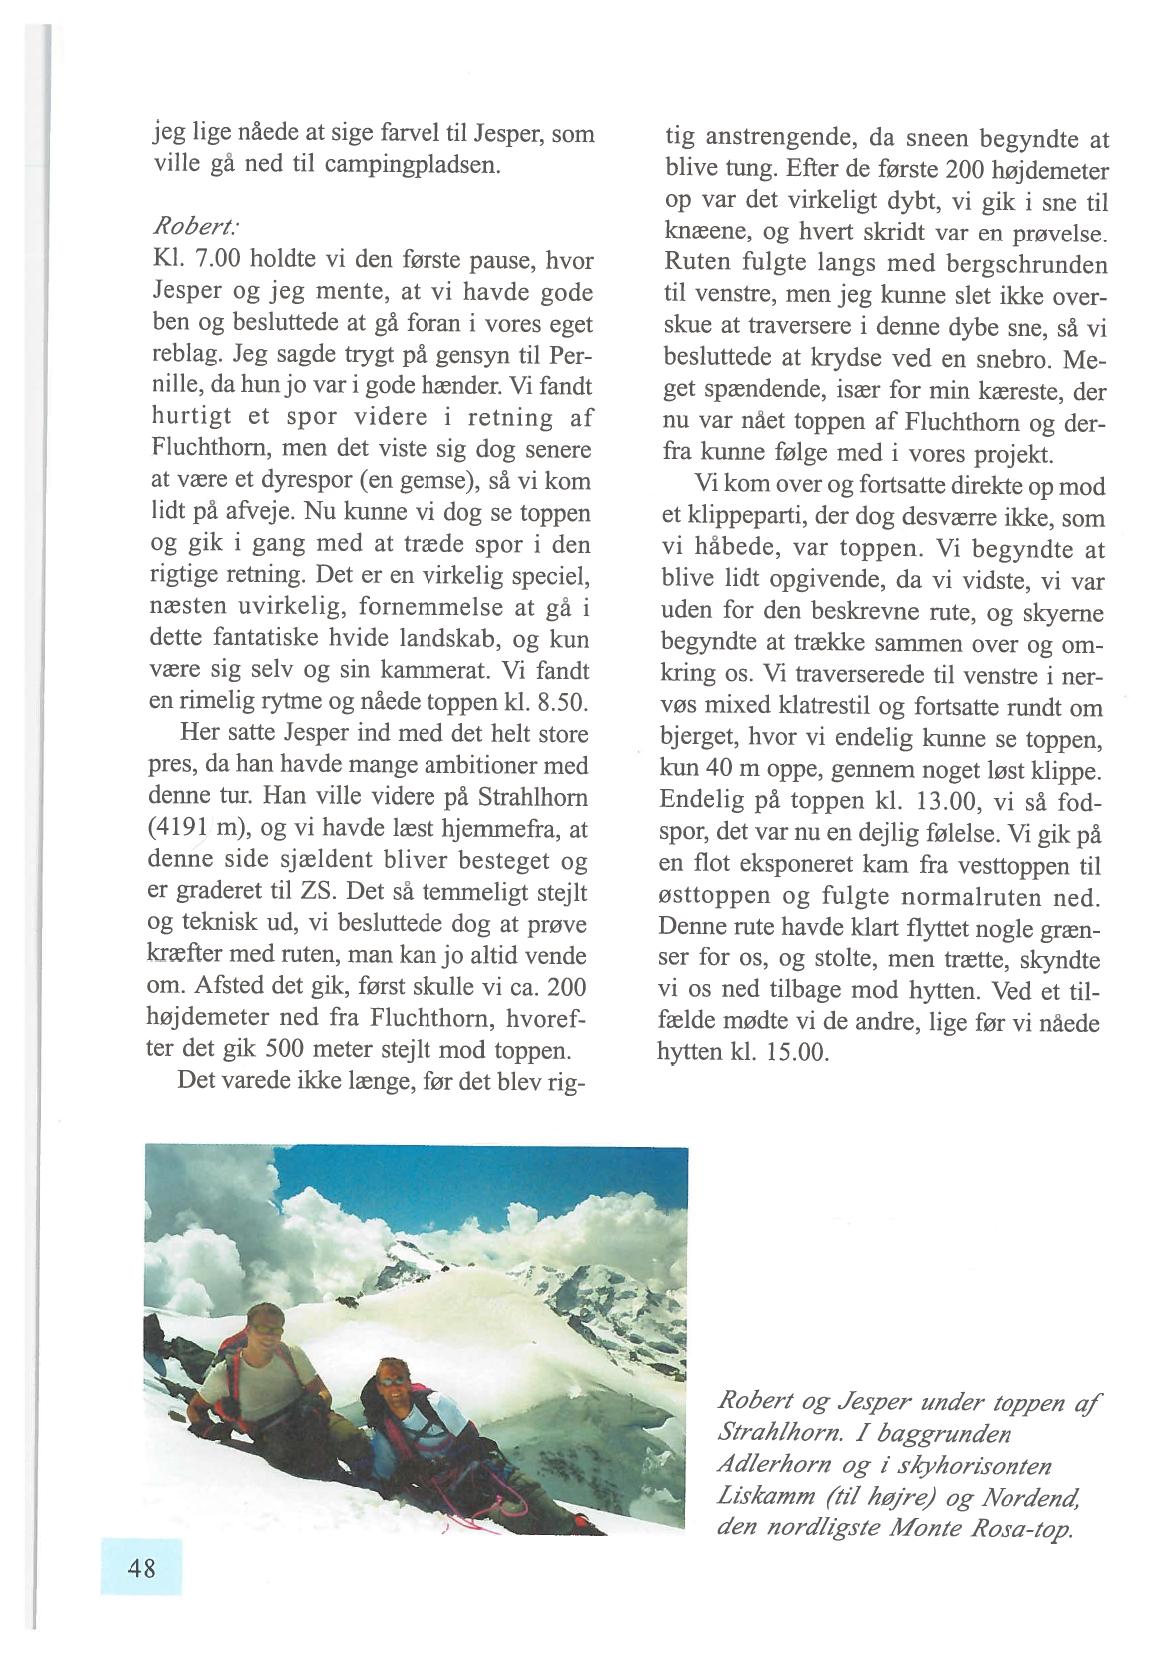 jeg lige nåede at sige farvel til Jesper, som
ville gå ned til campingpladsen.
Robert:
Kl. 7.00 holdte vi den første pause, hvor
Jesper og jeg mente, at vi havde gode
ben og besluttede at gå foran i vores eget
reblag. Jeg sagde trygt på gensyn til Per-
nille, da hun jo var i gode hænder. Vi fandt
hurtigt et spor videre i retning af
Fluchthorn, men det viste sig dog senere
at være et dyrespor (en gemse), så vi kom
lidt på afveje. Nu kunne vi dog se toppen
og gik i gang med at træde spor i den
rigtige retning. Det er en virkelig speciel,
næsten uvirkelig, fornemmelse at gå i
dette fantatiske hvide landskab, og kun
være sig selv og sin kammerat. Vi fandt
en rimelig rytme og nåede toppen kl. 8.50.
Her satte Jesper ind med det helt store
pres, da han havde mange ambitioner med
denne tur. Han ville videre på Strahlhorn
(4191 m), og vi havde læst hjemmefra, at
denne side sjældent bliver besteget og
er graderet til ZS. Det så temmeligt stejlt
og teknisk ud, vi besluttede dog at prøve
kræfter med ruten, man kan jo altid vende
om. Afsted det gik, først skulle vi ca. 200
højdemeter ned fra Fluchthorn, hvoref-
ter det gik 500 meter stejlt mod toppen.
Det varede ikke længe, før det blev rig-
tig anstrengende, da sneen begyndte at
blive tung. Efter de første 200 højdemeter
op var det virkeligt dybt, vi gik i sne til
knæene, og hvert skridt var en prøvelse.
Ruten fulgte langs med bergschrunden
til venstre, men jeg kunne slet ikke over-
skue at traversere i denne dybe sne, så vi
besluttede at krydse ved en snebro. Me-
get spændende, især for min kæreste, der
nu var nået toppen af Fluchthorn og der-
fra kunne følge med i vores projekt.
Vi kom over og fortsatte direkte op mod
et klippeparti, der dog desværre ikke, som
vi håbede, var toppen. Vi begyndte at
blive lidt opgivende, da vi vidste, vi var
uden for den beskrevne rute, og skyerne
begyndte at trække sammen over og om-
kring os. Vi traverserede til venstre i ner-
vøs mixed klatrestil og fortsatte rundt om
bjerget, hvor vi endelig kunne se toppen,
kun 40 m oppe, gennem noget løst klippe.
Endelig på toppen kl. 13.00, vi så fod-
spor, det var nu en dejlig følelse. Vi gik på
en flot eksponeret kam fra vesttoppen til
østtoppen og fulgte normalruten ned.
Denne rute havde klart flyttet nogle græn-
ser for os, og stolte, men trætte, skyndte
vi os ned tilbage mod hytten. Ved et til-
fælde mødte vi de andre, lige før vi nåede
hytten kl. 15.00.
Robert og Jesper under toppen af
Strahlhorn. I baggrunden
Adlerhorn og i skyhorisonten
Liskamm (til højre) og Nordend,
den nordligste Monte Rosa-top.
48